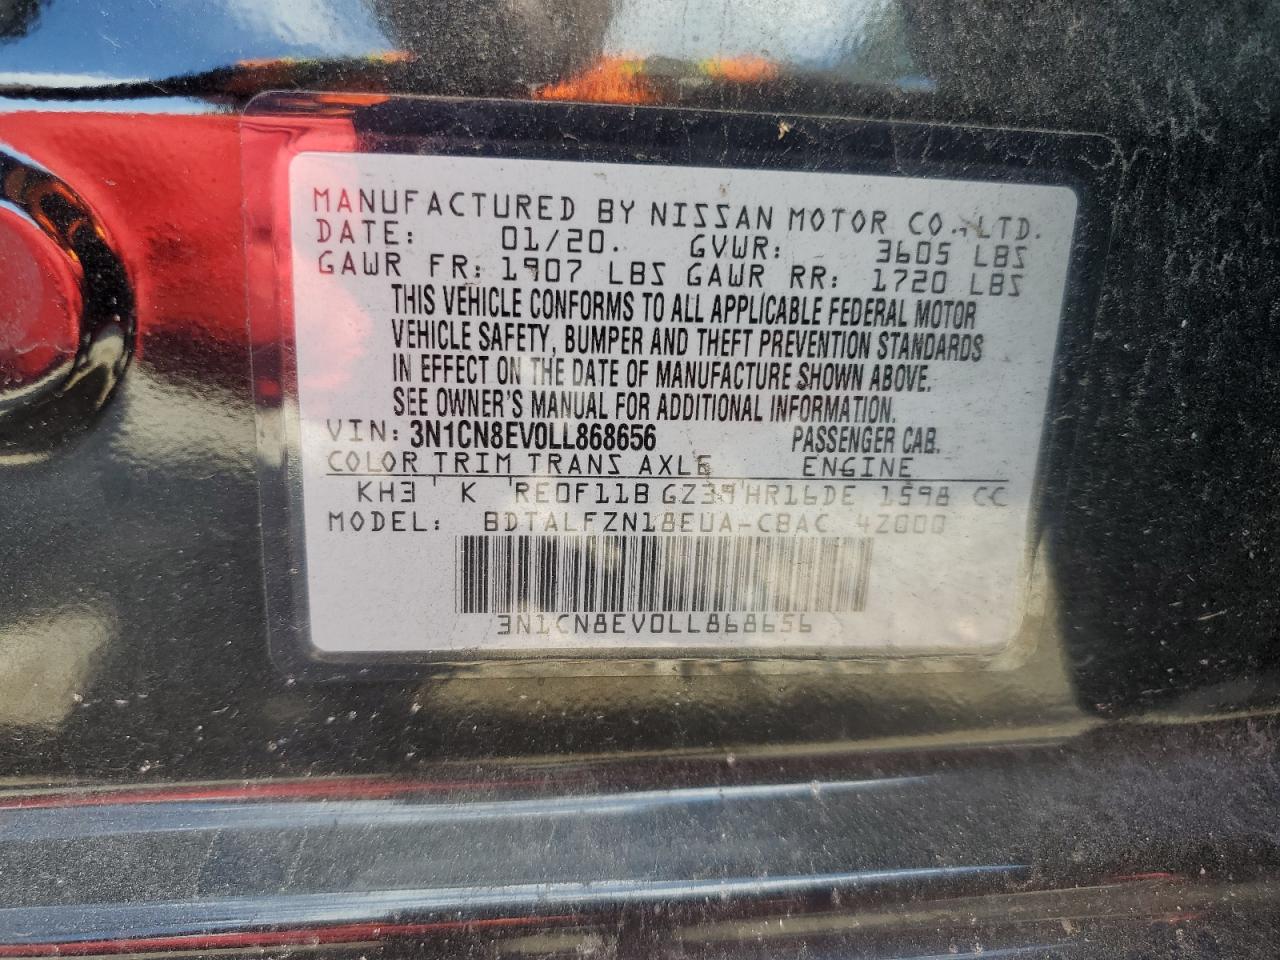 MANUFACTURED BY NISSAN MOTOR CO.,LTD.
DATE: 01/20. GVWR: 3605 LBS
GAWR FR: 1907 LBS GAWR RR: 1720 LBS
THIS VEHICLE CONFORMS TO ALL APPLICABLE FEDERAL MOTOR
VEHICLE SAFETY, BUMPER AND THEFT PREVENTION STANDARDS
IN EFFECT ON THE DATE OF MANUFACTURE SHOWN ABOVE.
SEE OWNER'S MANUAL FOR ADDITIONAL INFORMATION.
VIN: 3N1CN8EV0LL868656 PASSENGER CAR.
COLOR TRIM TRANS AXLE ENGINE
KH3 K RE0F11B GZ39 HR16DE 1598 CC
MODEL: BDTALFZN18EUA-CBAC 4Z000
3N1CN8EV0LL868656